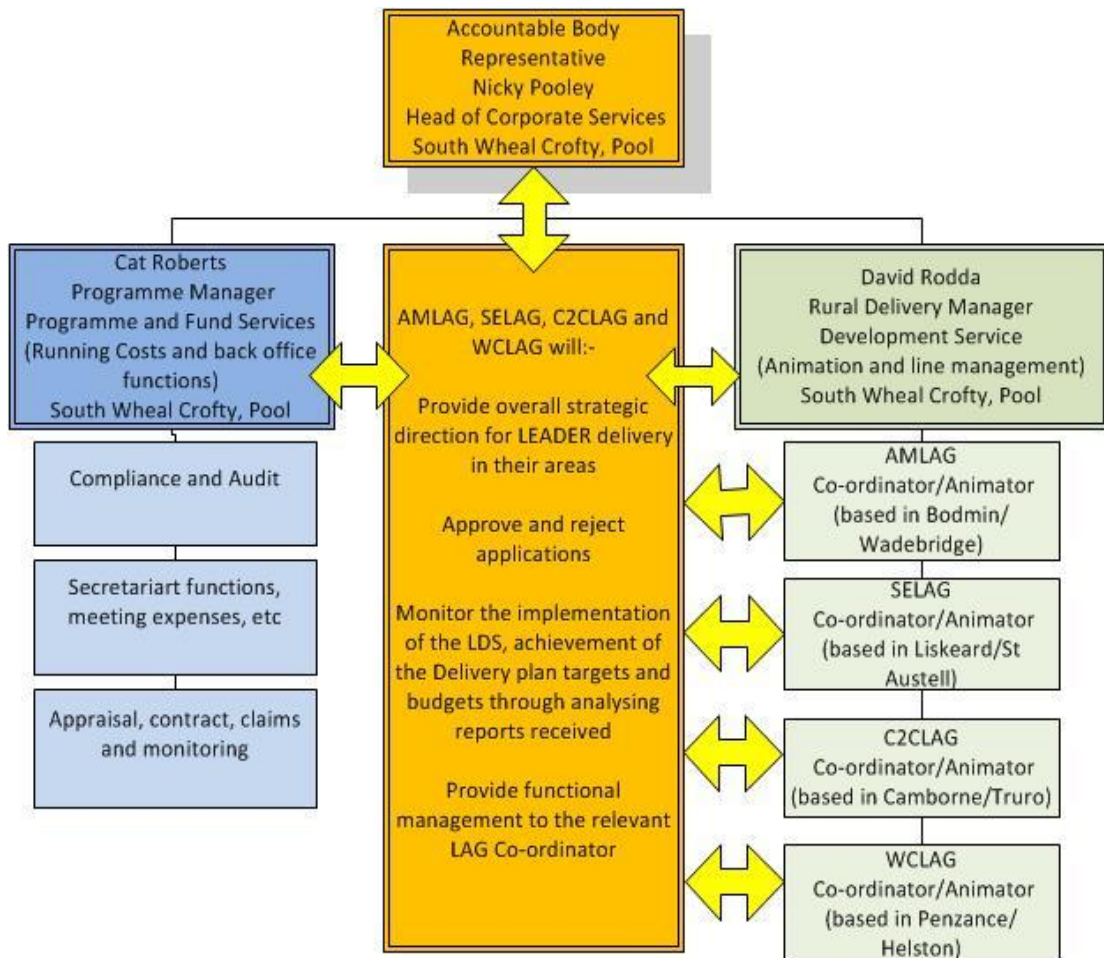 Accountable Body
Representative
Nicky Pooley
Head of Corporate Services
South Wheal Crofty, Pool
Cat Roberts
Programme Manager
Programme and Fund Services
(Running Costs and back office
functions)
South Wheal Crofty, Pool
Compliance and Audit
Secretariart functions,
meeting expenses, etc
Appraisal, contract, claims
and monitoring
AMLAG, SELAG, C2CLAG and
WCLAG will:-
Provide overall strategic
direction for LEADER delivery
in their areas
Approve and reject
applications
Monitor the implementation
of the LDS, achievement of
the Delivery plan targets and
budgets through analysing
reports received
Provide functional
management to the relevant
LAG Co-ordinator
David Rodda
Rural Delivery Manager
Development Service
(Animation and line management)
South Wheal Crofty, Pool
AMLAG
Co-ordinator/Animator
(based in Bodmin/
Wadebridge)
SELAG
Co-ordinator/Animator
(based in Liskeard/St
Austell)
C2CLAG
Co-ordinator/Animator
(based in Camborne/Truro)
WCLAG
Co-ordinator/Animator
(based in Penzance/
Helston)